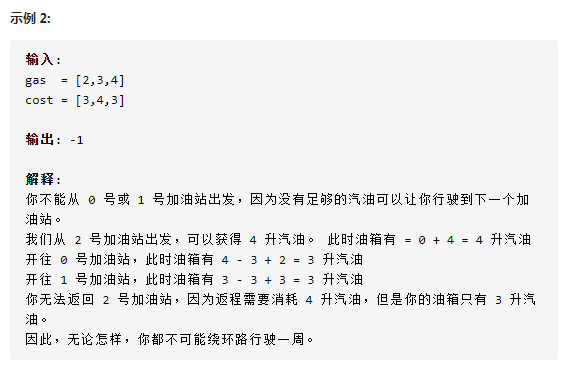 示例 2:
输入:
gas  = [2,3,4]
cost = [3,4,3]
输出: -1
解释:
你不能从 0 号或 1 号加油站出发，因为没有足够的汽油可以让你行驶到下一个加
油站。
我们从 2 号加油站出发，可以获得 4 升汽油。 此时油箱有 = 0 + 4 = 4 升汽油
开往 0 号加油站，此时油箱有 4 - 3 + 2 = 3 升汽油
开往 1 号加油站，此时油箱有 3 - 3 + 3 = 3 升汽油
你无法返回 2 号加油站，因为返程需要消耗 4 升汽油，但是你的油箱只有 3 升汽
油。
因此，无论怎样，你都不可能绕环路行驶一周。